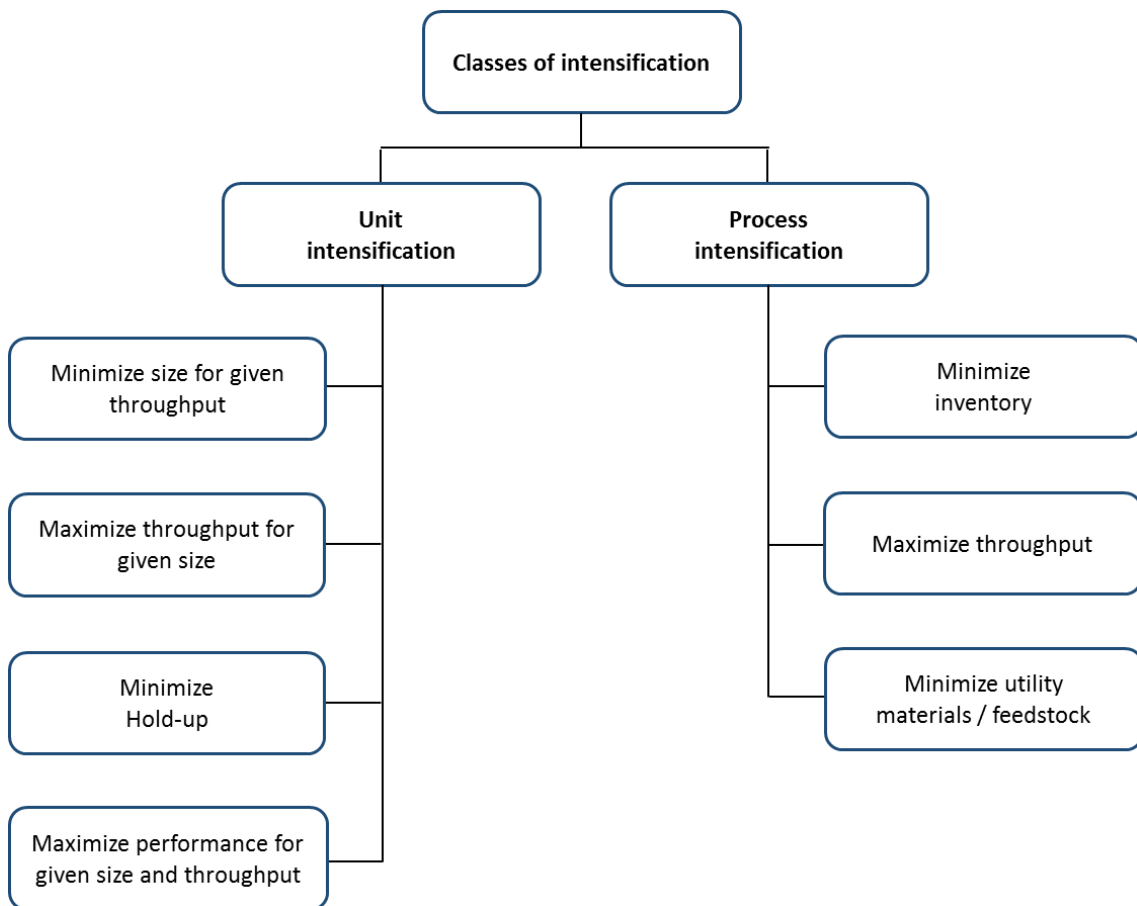 Classes of intensification
Unit
intensification
Process
intensification
Minimize size for given
throughput
Maximize throughput for
given size
Minimize
Hold-up
Maximize performance for
given size and throughput
Minimize
inventory
Maximize throughput
Minimize utility
materials / feedstock